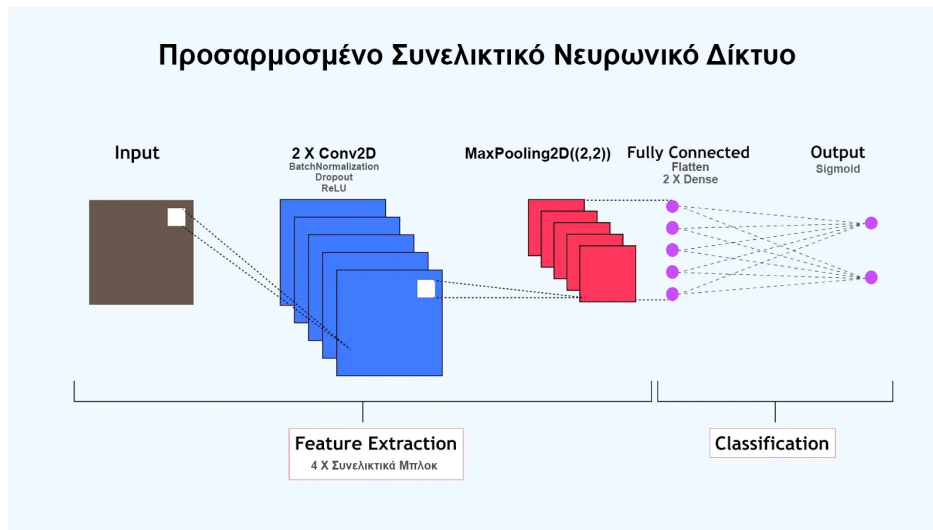 Προσαρμοσμένο Συνελικτικό Νευρωνικό Δίκτυο
Input
2 X Conv2D
BatchNormalization
Dropout
ReLU
MaxPooling2D((2,2))
Fully Connected
Flatten
2 X Dense
Output
Sigmoid
Feature Extraction
4 X Συνελικτικά Μπλοκ
Classification